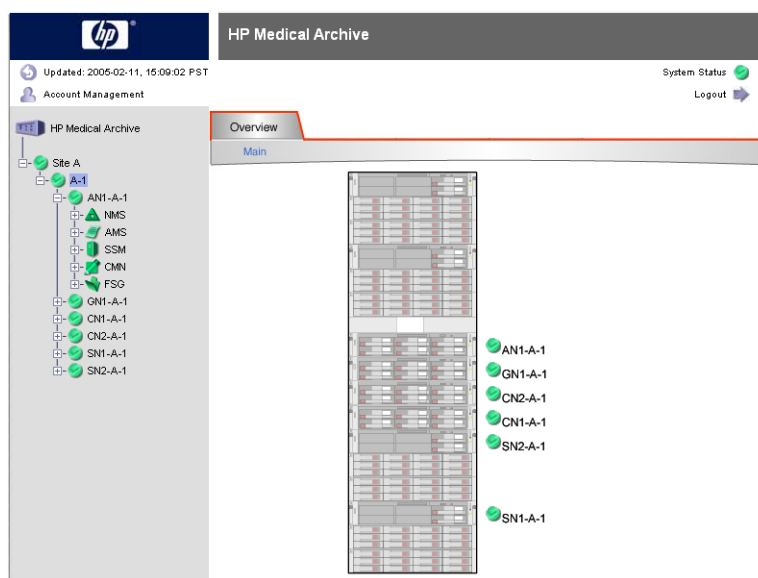 hp
HP Medical Archive
Updated: 2005-02-11, 15:09:02 PST
System Status
Account Management
Logout
HP Medical Archive
Overview
Main
Site A
A-1
AN1-A-1
NMS
AMS
SSM
CMN
FSG
GN1-A-1
CN1-A-1
CN2-A-1
SN1-A-1
SN2-A-1
AN1-A-1
GN1-A-1
CN2-A-1
CN1-A-1
SN2-A-1
SN1-A-1